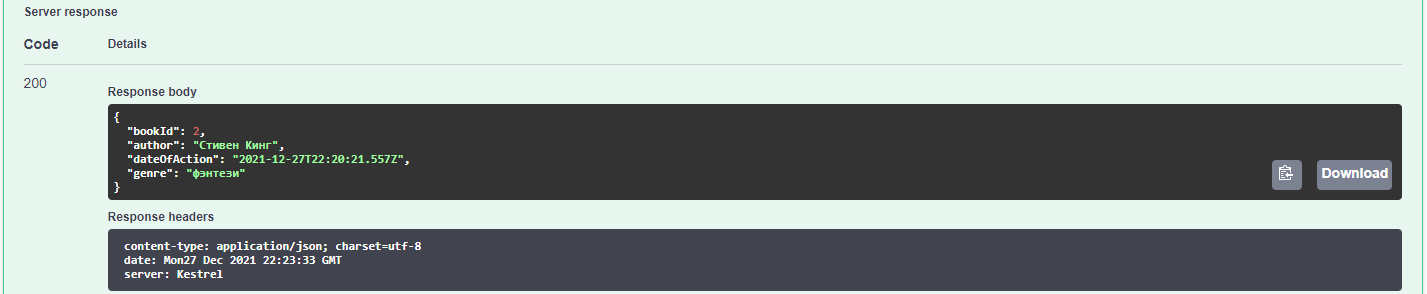 Server response
Code Details
200
Response body
{
"bookId": 2,
"author": "Стивен Кинг",
"dateOfAction": "2021-12-27T22:20:21.557Z",
"genre": "фэнтези"
}
Download
Response headers
content-type: application/json; charset=utf-8
date: Mon27 Dec 2021 22:23:33 GMT
server: Kestrel